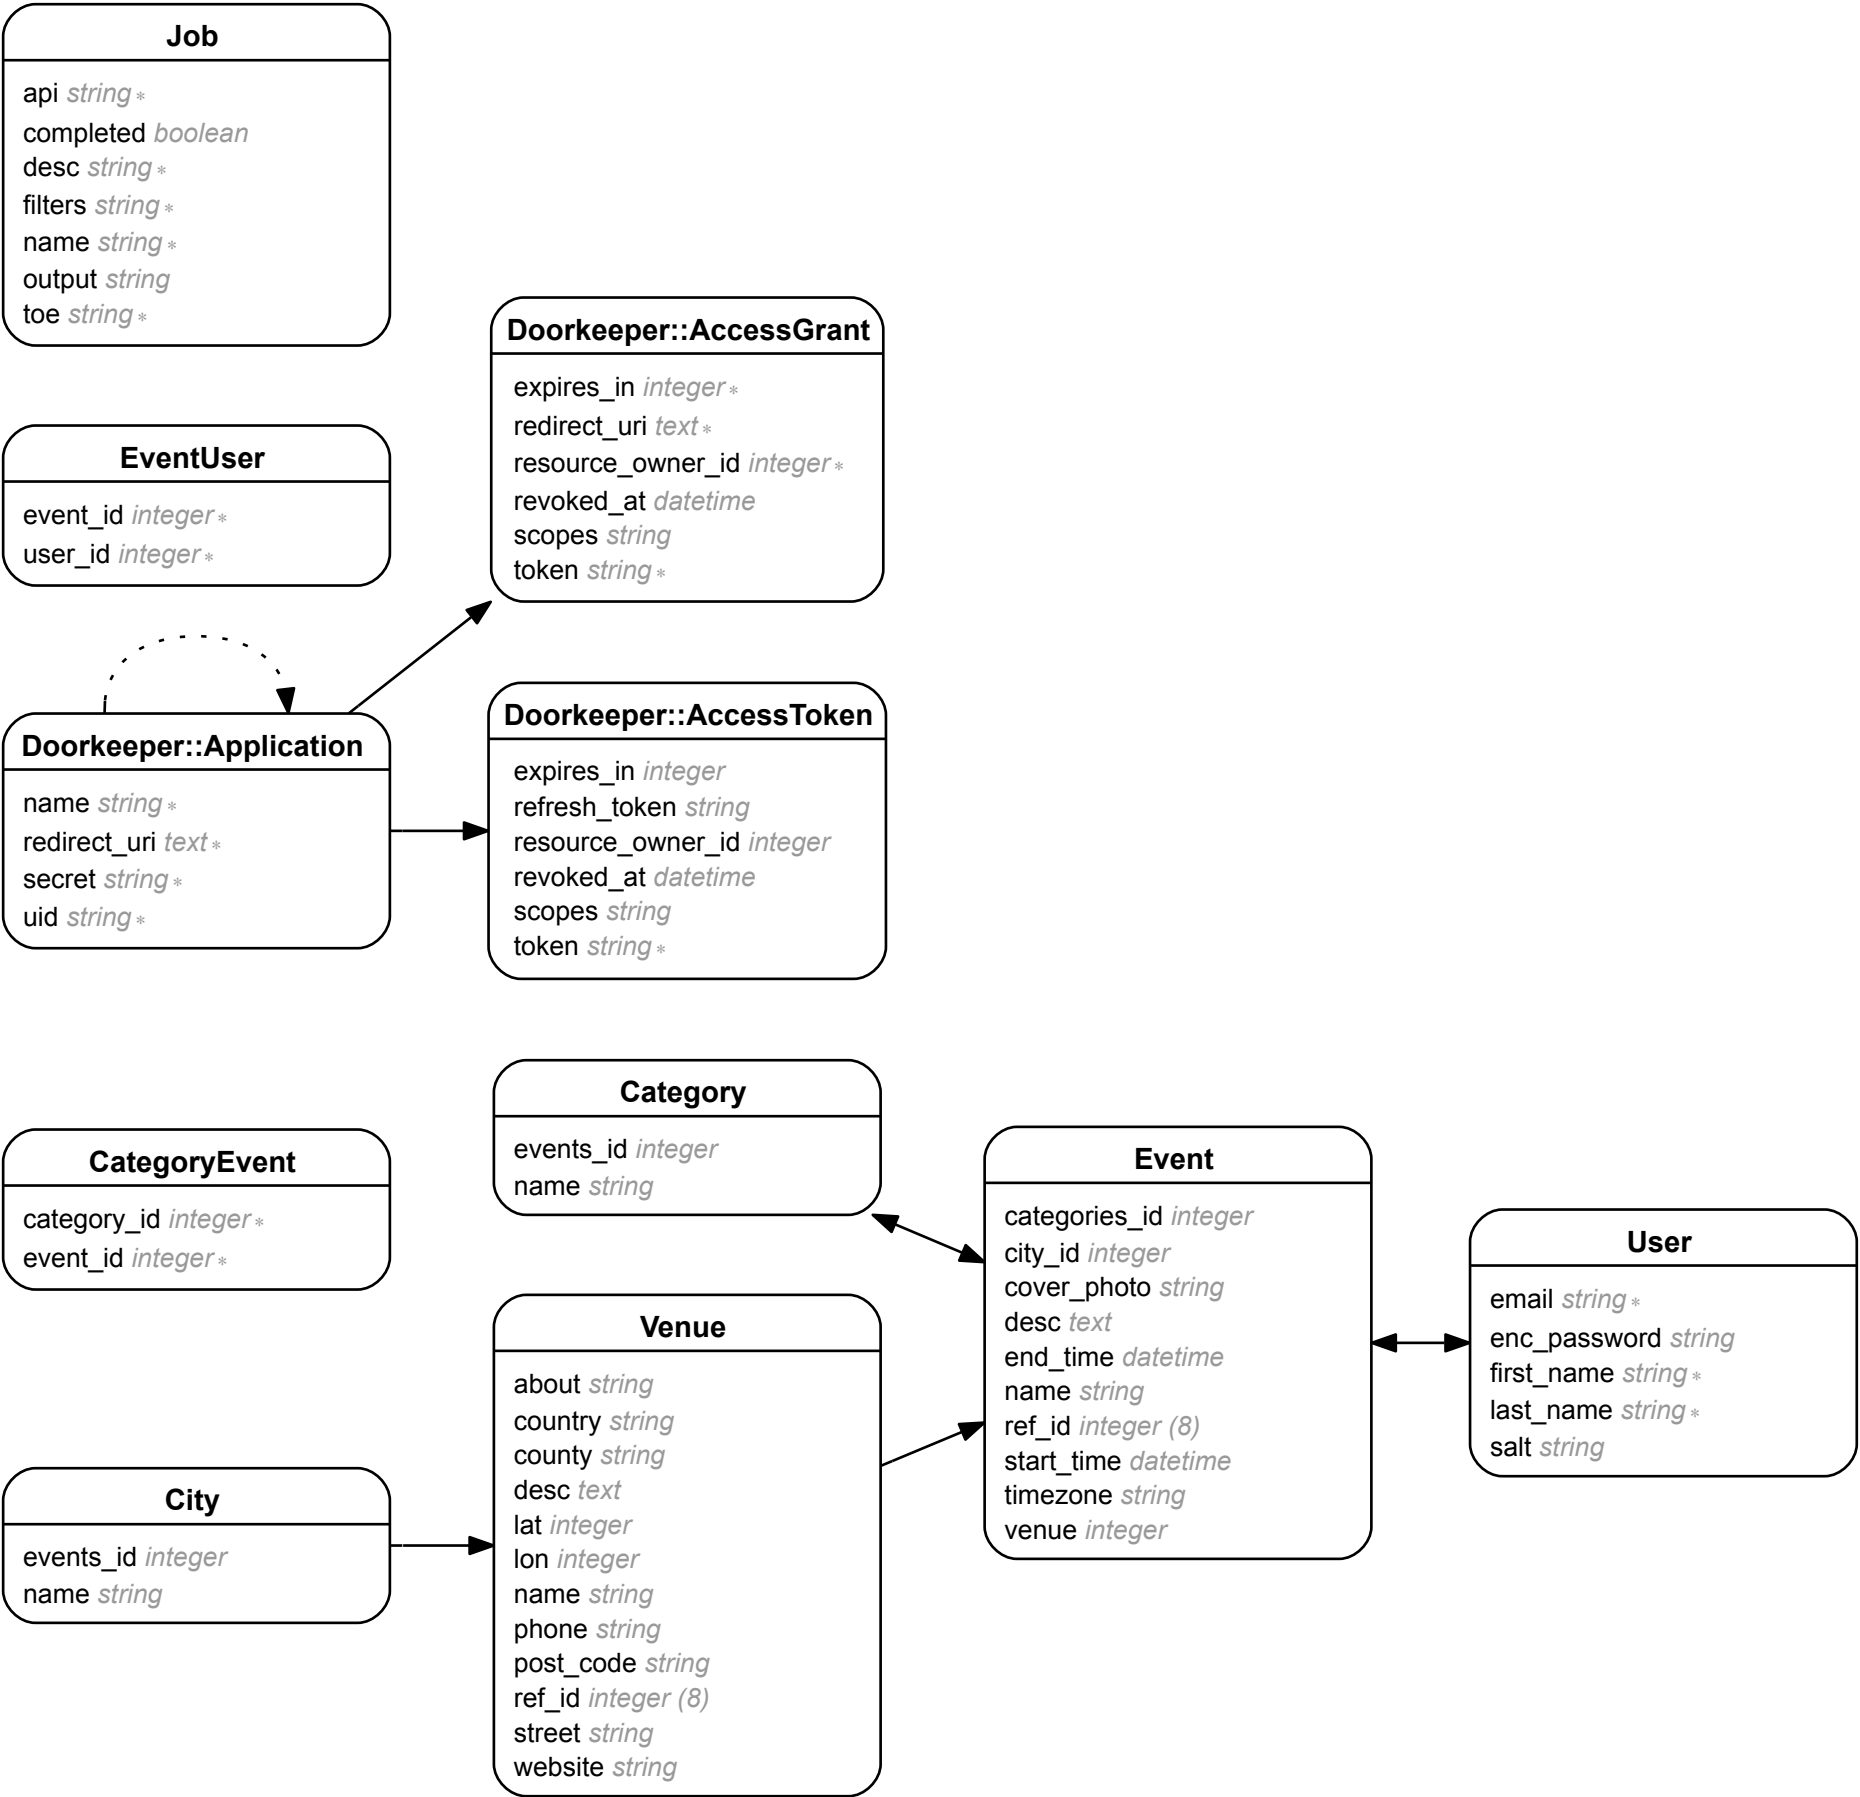 Job
api string*
completed boolean
desc string*
filters string*
name string*
output string
toe string*
EventUser
event_id integer*
user_id integer*
Doorkeeper::AccessGrant
expires_in integer*
redirect_uri text*
resource_owner_id integer*
revoked_at datetime
scopes string
token string*
Doorkeeper::Application
name string*
redirect_uri text*
secret string*
uid string*
Doorkeeper::AccessToken
expires_in integer
refresh_token string
resource_owner_id integer
revoked_at datetime
scopes string
token string*
CategoryEvent
category_id integer*
event_id integer*
Category
events_id integer
name string
City
events_id integer
name string
Venue
about string
country string
county string
desc text
lat integer
lon integer
name string
phone string
post_code string
ref_id integer (8)
street string
website string
Event
categories_id integer
city_id integer
cover_photo string
desc text
end_time datetime
name string
ref_id integer (8)
start_time datetime
timezone string
venue integer
User
email string*
enc_password string
first_name string*
last_name string*
salt string